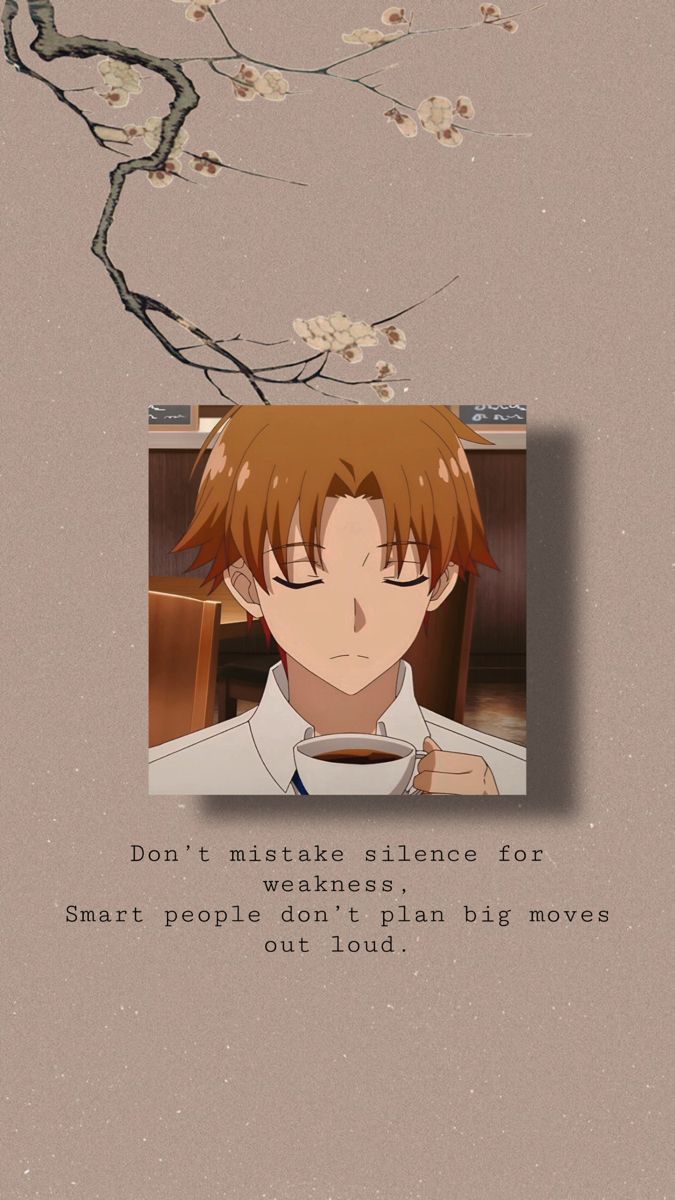 Don’t mistake silence for
weakness,
Smart people don’t plan big moves
out loud.